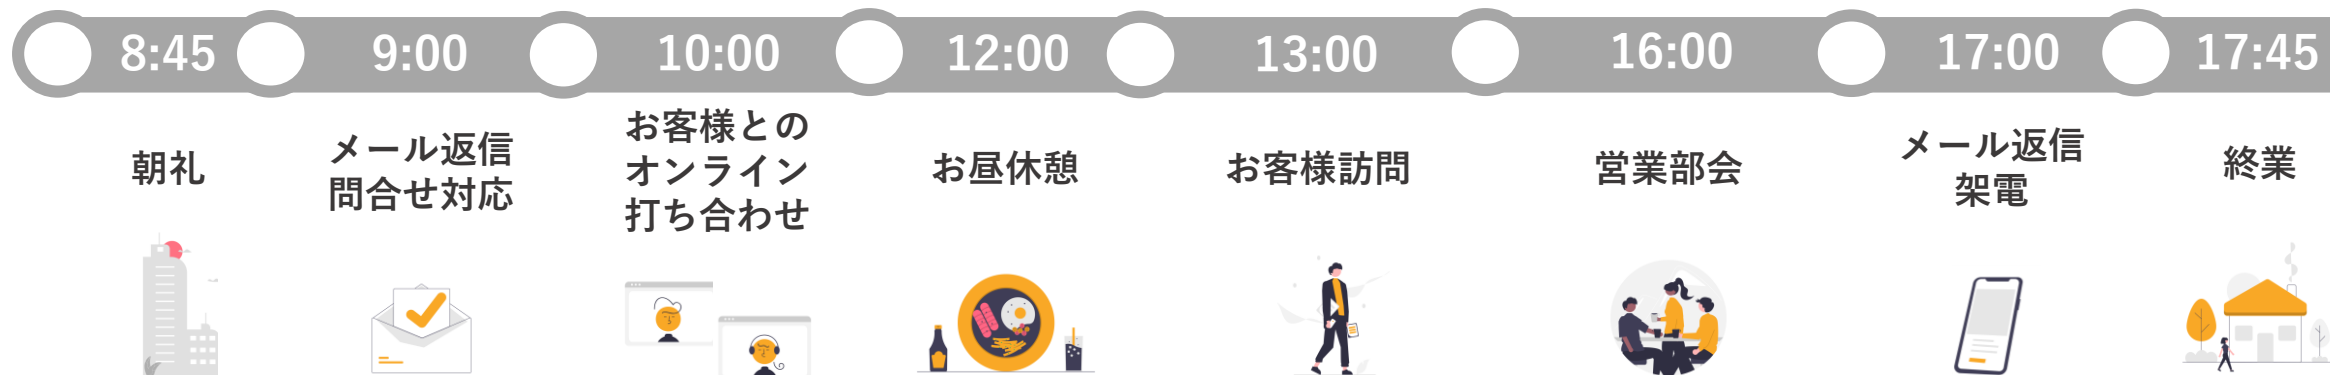 8:45
9:00
10:00
12:00
13:00
16:00
17:00
17:45
朝礼
メール返信
問合せ対応
お客様との
オンライン
打ち合わせ
お昼休憩
お客様訪問
営業部会
メール返信
架電
終業